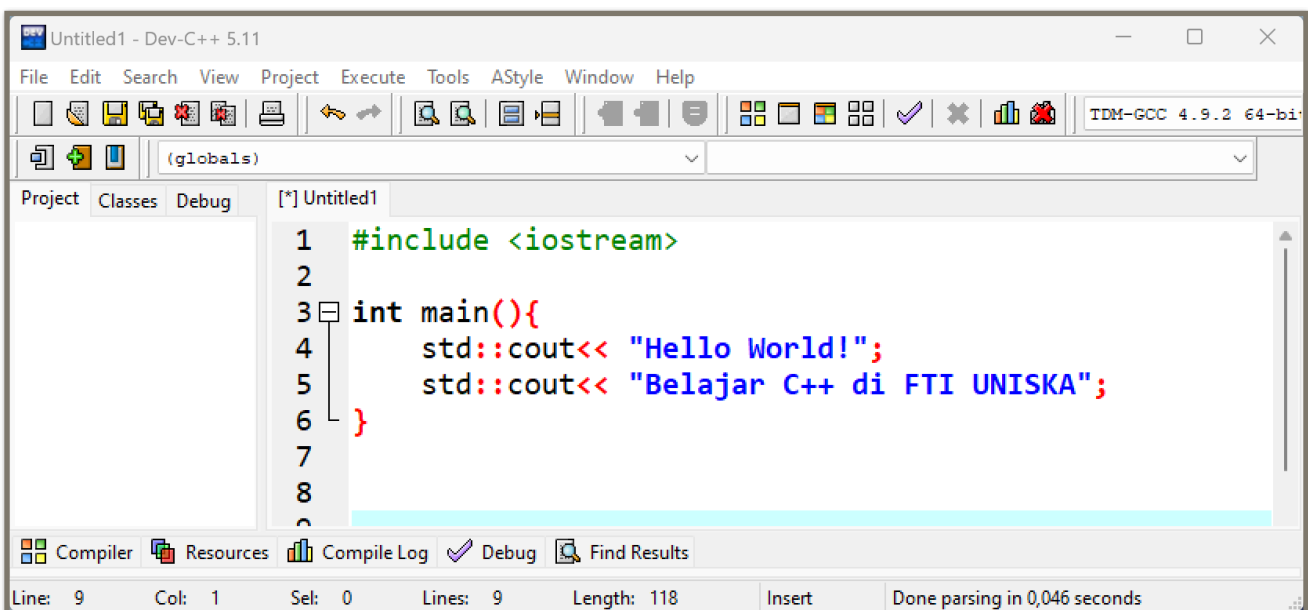 DEV
Untitled1 - Dev-C++ 5.11
File Edit Search View Project Execute Tools AStyle Window Help
TDM-GCC 4.9.2 64-bi
(globals)
Project Classes Debug [*] Untitled1
1 #include <iostream>
2
3 int main(){
4 std::cout<< "Hello World!";
5 std::cout<< "Belajar C++ di FTI UNISKA";
6 }
7
8
9
Compiler Resources Compile Log Debug Find Results
Line: 9 Col: 1 Sel: 0 Lines: 9 Length: 118 Insert Done parsing in 0,046 seconds